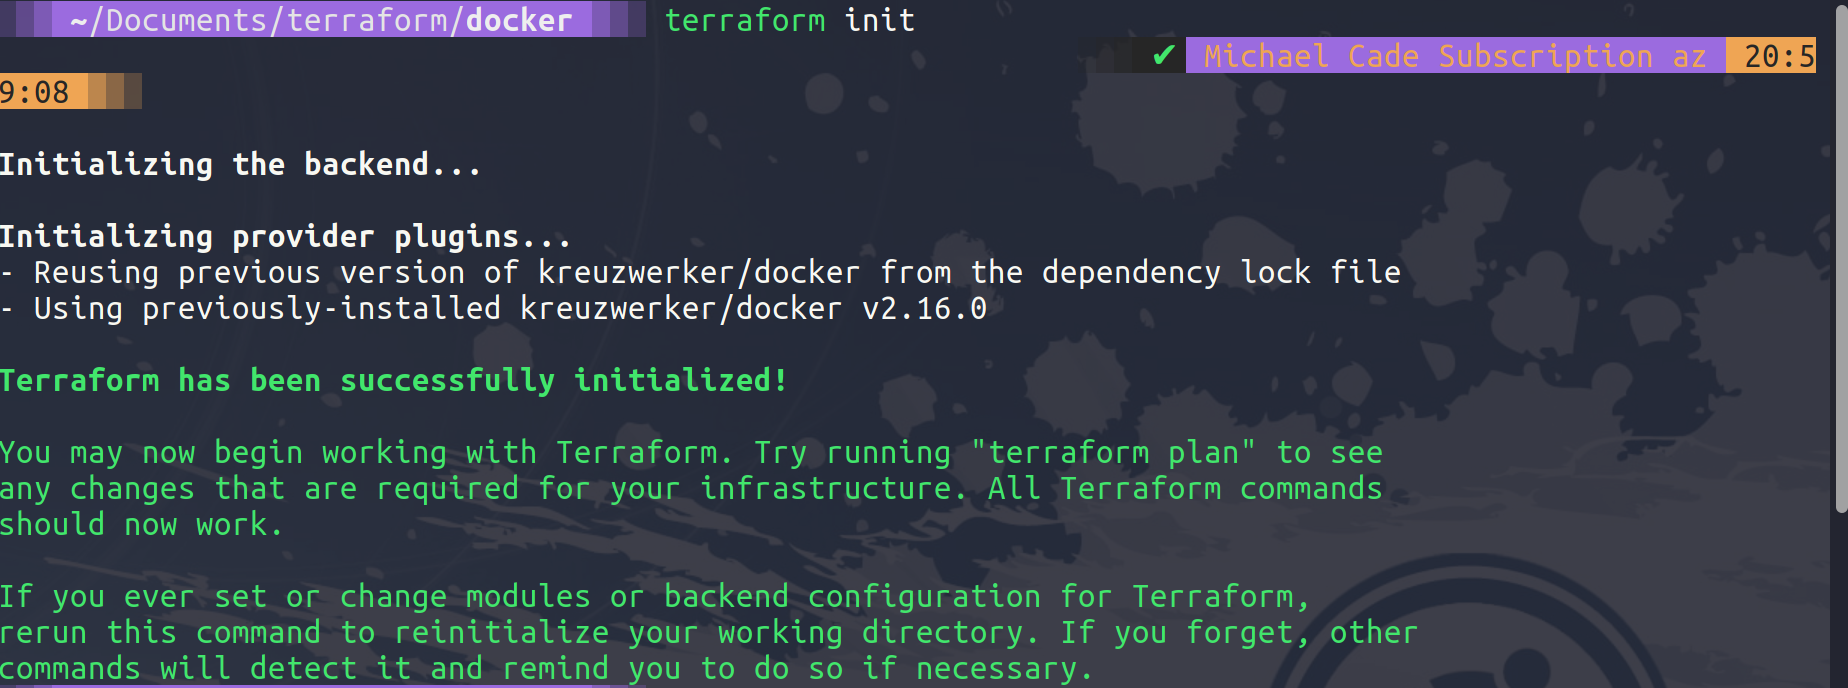 ~/Documents/terraform/docker terraform init
✔ Michael Cade Subscription az 20:5
9:08
Initializing the backend...
Initializing provider plugins...
- Reusing previous version of kreuzwerker/docker from the dependency lock file
- Using previously-installed kreuzwerker/docker v2.16.0
Terraform has been successfully initialized!
You may now begin working with Terraform. Try running "terraform plan" to see
any changes that are required for your infrastructure. All Terraform commands
should now work.
If you ever set or change modules or backend configuration for Terraform,
rerun this command to reinitialize your working directory. If you forget, other
commands will detect it and remind you to do so if necessary.